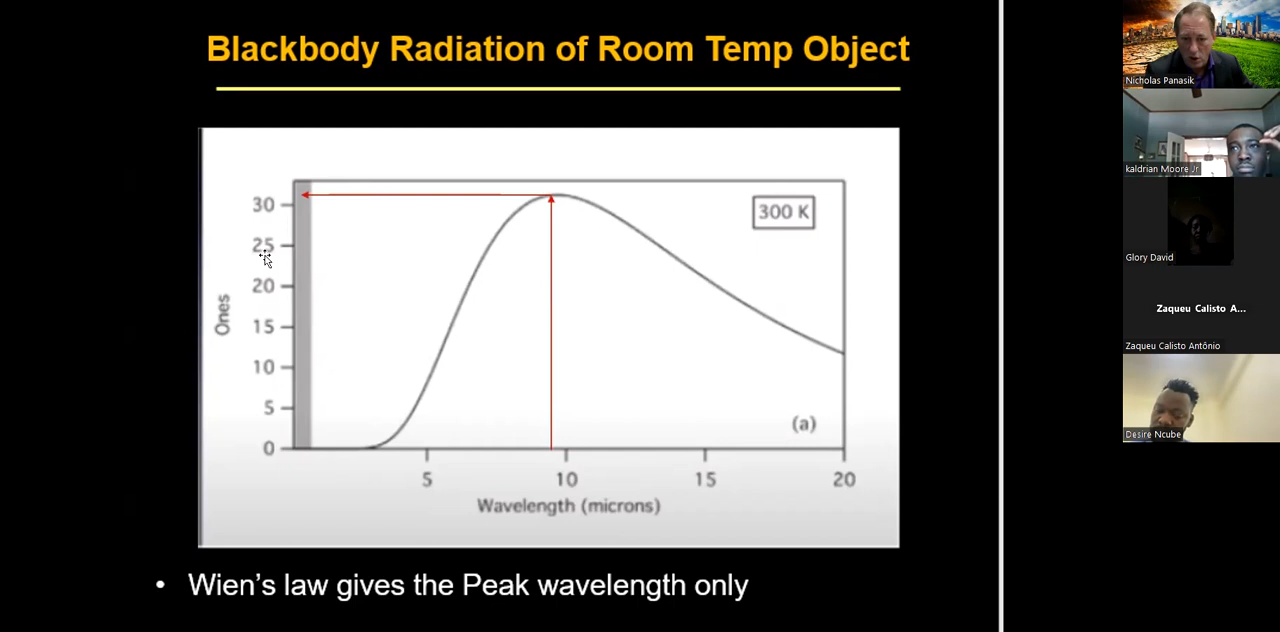 Blackbody Radiation of Room Temp Object
30
25
20
15
10
5
0
Ones
300 K
(a)
5 10 15 20
Wavelength (microns)
• Wien's law gives the Peak wavelength only
Nicholas Panasik
kaldrian Moore Jr
Glory David
Zaqueu Calisto A...
Zaqueu Calisto Antônio
Desire Ncube